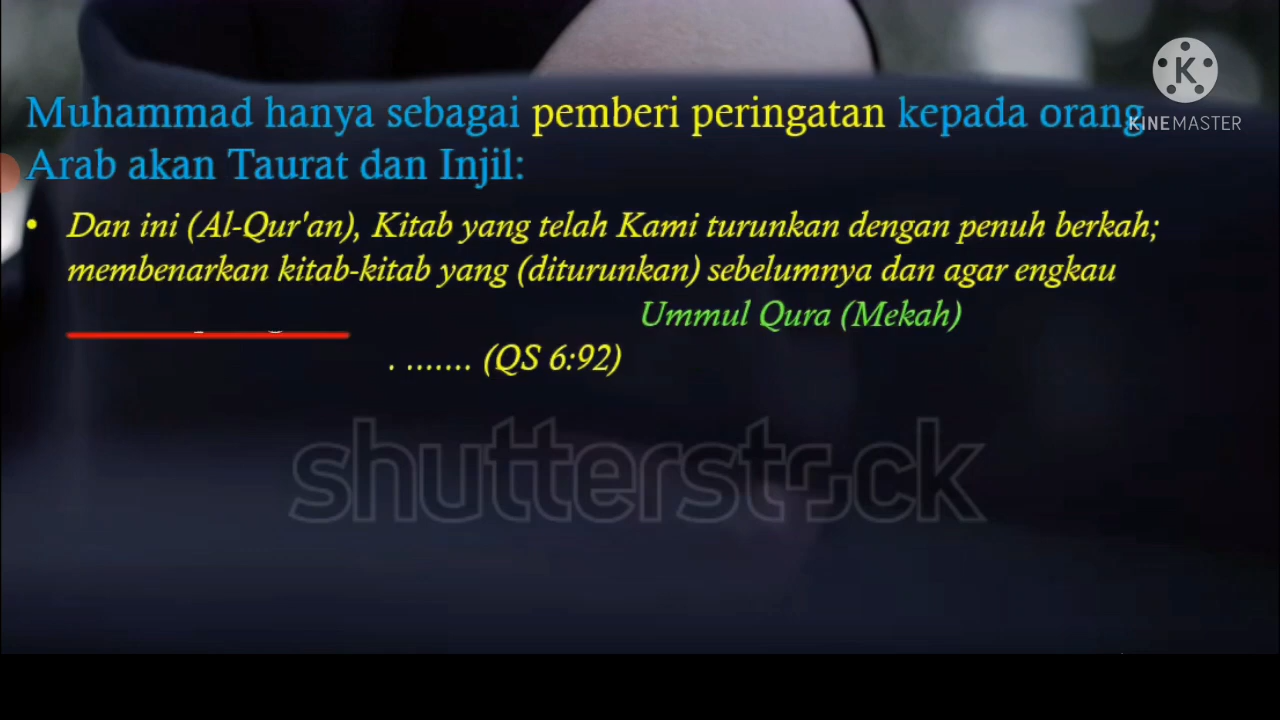 KINEMASTER
Muhammad hanya sebagai pemberi peringatan kepada orang
Arab akan Taurat dan Injil:
• Dan ini (Al-Qur'an), Kitab yang telah Kami turunkan dengan penuh berkah;
membenarkan kitab-kitab yang (diturunkan) sebelumnya dan agar engkau
Ummul Qura (Mekah)
. ....... (QS 6:92)
shutterstock